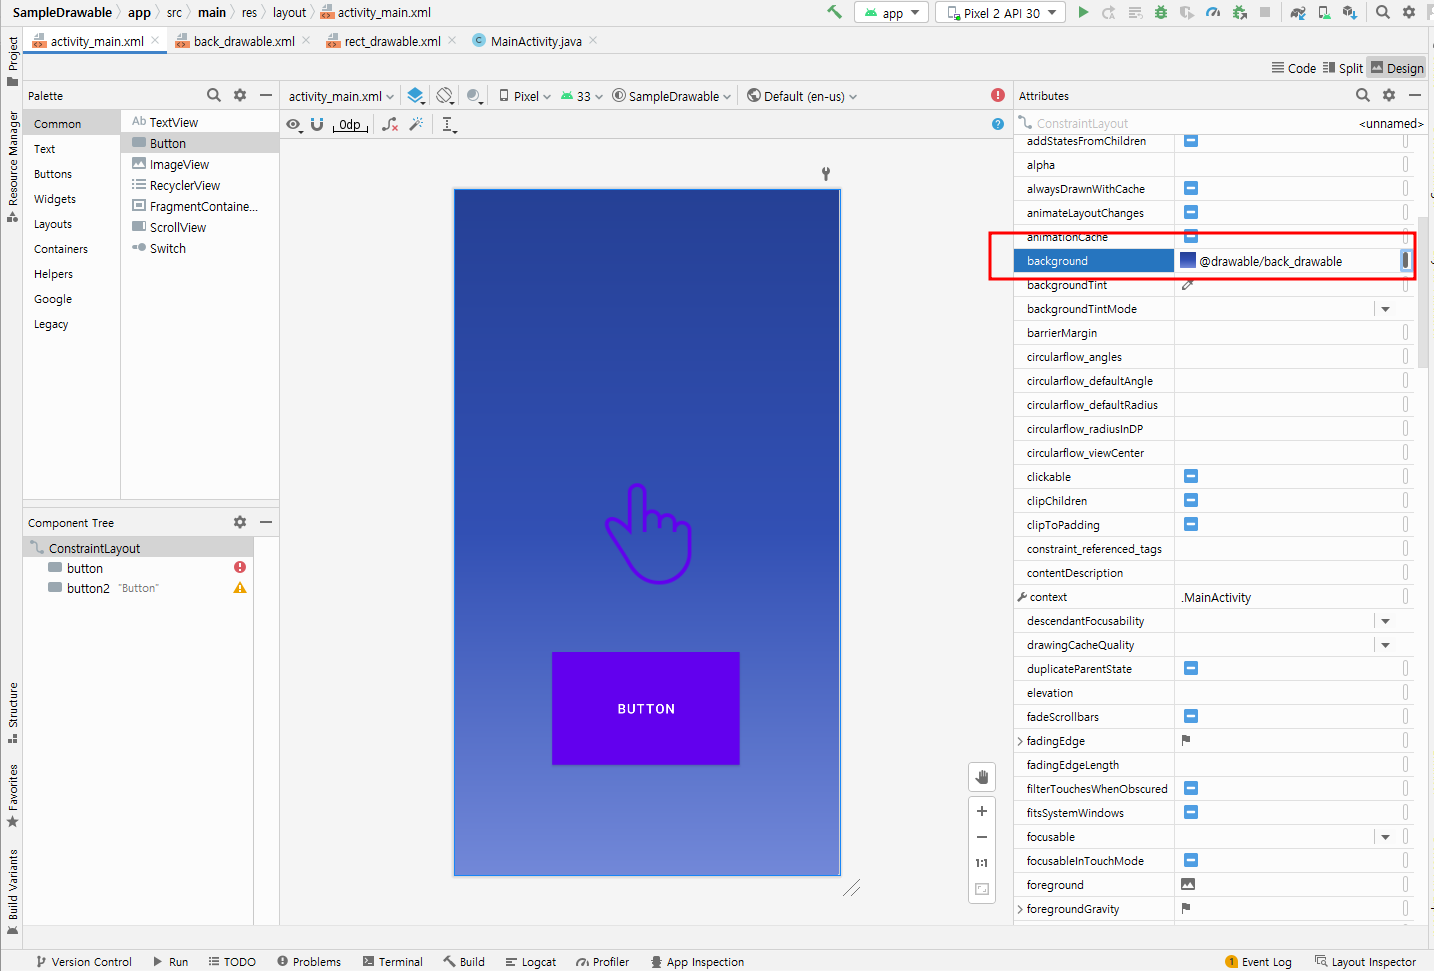 SampleDrawable app src main res layout activity_main.xml
app Pixel 2 API 30
activity_main.xml back_drawable.xml rect_drawable.xml MainActivity.java
Code Split Design
Project
Resource Manager
Structure
Favorites
Build Variants
Palette
Common
Text
Buttons
Widgets
Layouts
Containers
Helpers
Google
Legacy
Ab TextView
Button
ImageView
RecyclerView
FragmentContaine...
ScrollView
Switch
Component Tree
ConstraintLayout
button
button2 "Button"
activity_main.xml Pixel 33 SampleDrawable Default (en-us)
0dp
BUTTON
1:1
Attributes
ConstraintLayout <unnamed>
addStatesFromChildren
alpha
alwaysDrawnWithCache
animateLayoutChanges
animationCache
background @drawable/back_drawable
backgroundTint
backgroundTintMode
barrierMargin
circularflow_angles
circularflow_defaultAngle
circularflow_defaultRadius
circularflow_radiusInDP
circularflow_viewCenter
clickable
clipChildren
clipToPadding
constraint_referenced_tags
contentDescription
context .MainActivity
descendantFocusability
drawingCacheQuality
duplicateParentState
elevation
fadeScrollbars
fadingEdge
fadingEdgeLength
filterTouchesWhenObscured
fitsSystemWindows
focusable
focusableInTouchMode
foreground
foregroundGravity
Version Control Run TODO Problems Terminal Build Logcat Profiler App Inspection 1 Event Log Layout Inspector